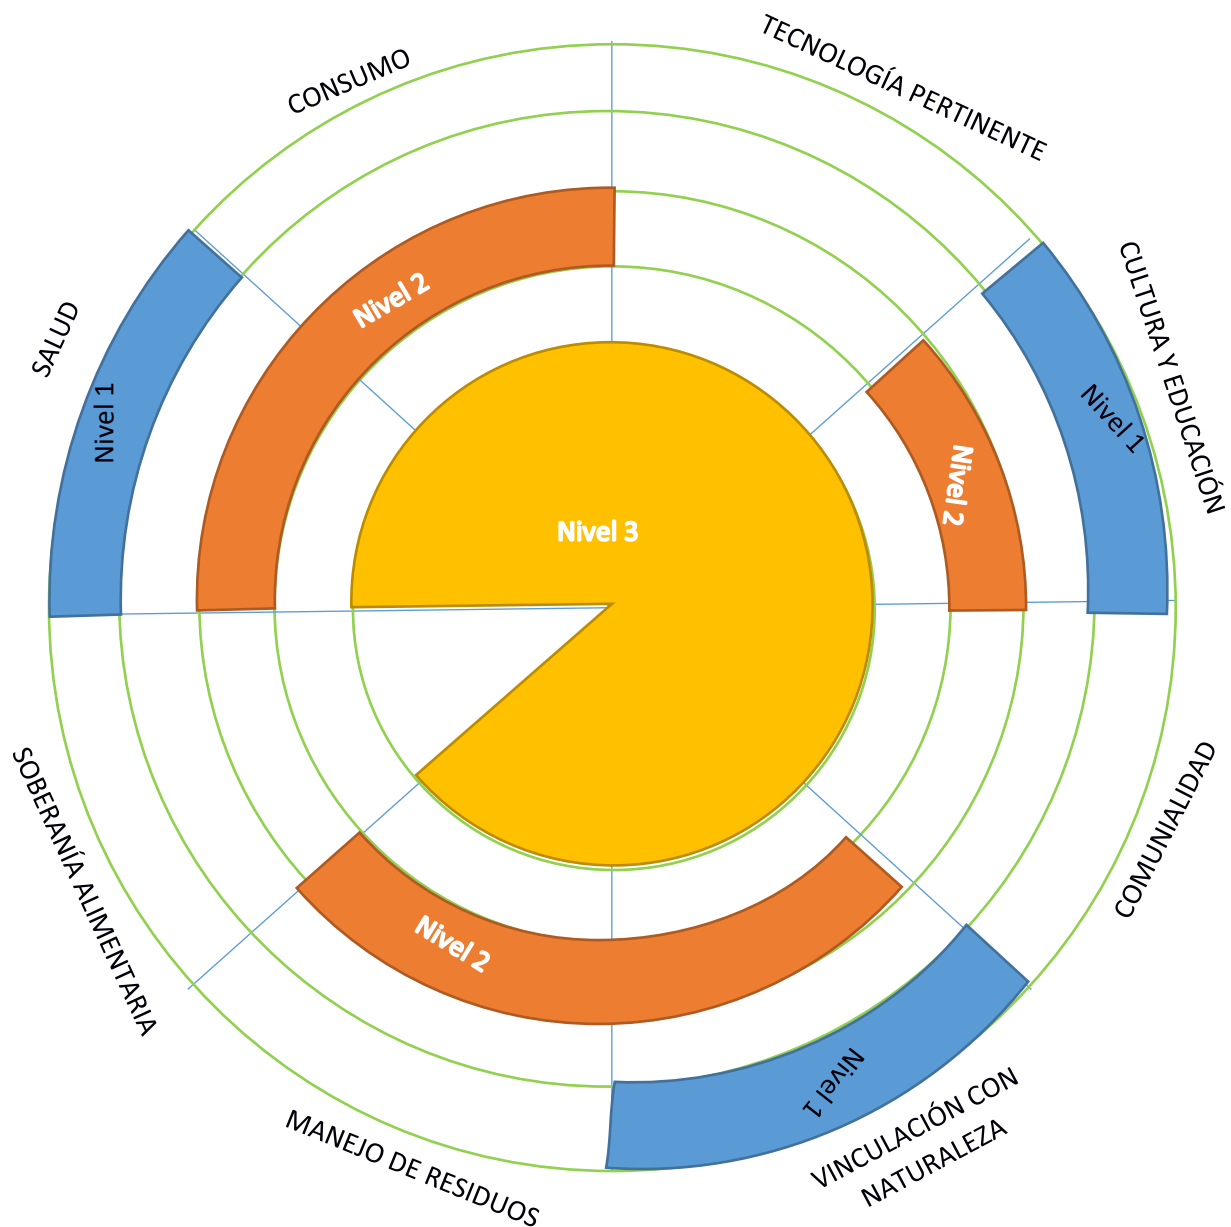 TECNOLOGÍA PERTINENTE
CONSUMO
CULTURA Y EDUCACIÓN
SALUD
Nivel 2
Nivel 1
Nivel 1
Nivel 2
Nivel 3
COMUNIALIDAD
SOBERANÍA ALIMENTARIA
Nivel 2
Nivel 1
VINCULACIÓN CON
NATURALEZA
MANEJO DE RESIDUOS